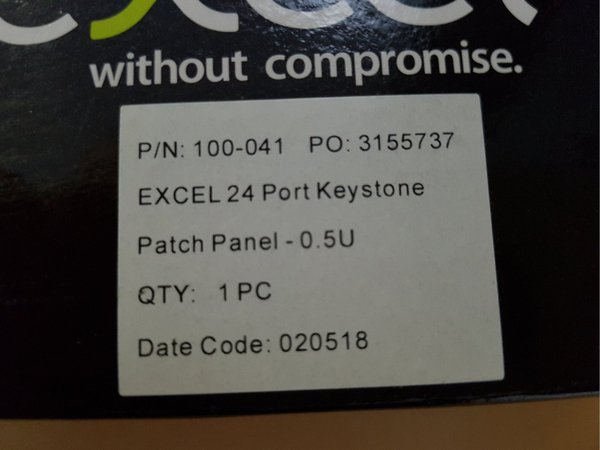 excel
without compromise.
P/N: 100-041 PO: 3155737
EXCEL 24 Port Keystone
Patch Panel - 0.5U
QTY: 1 PC
Date Code: 020518